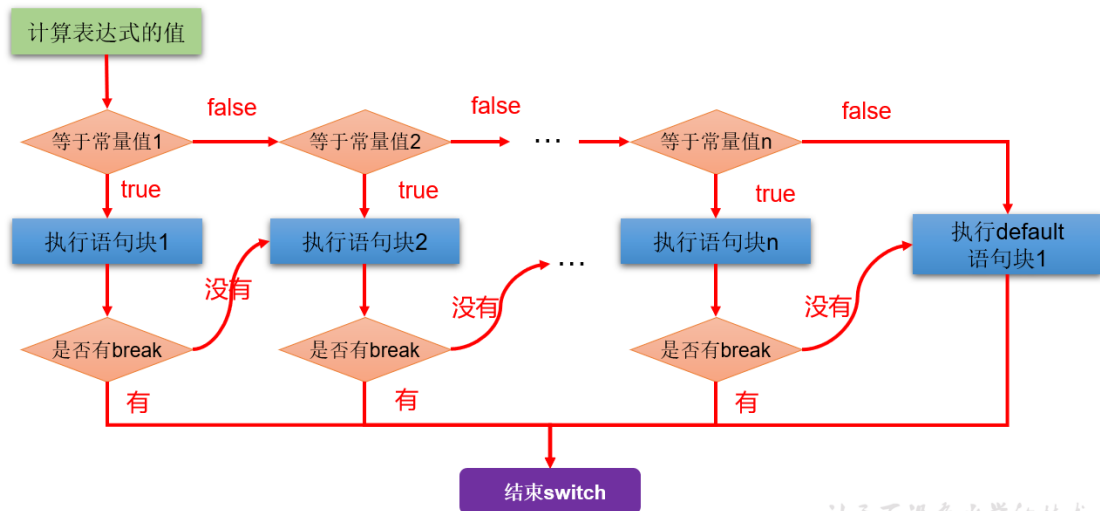 计算表达式的值
false
false
false
等于常量值1
等于常量值2
…
等于常量值n
true
true
true
执行语句块1
执行语句块2
…
执行语句块n
执行default
语句块1
没有
没有
没有
是否有break
是否有break
是否有break
有
有
有
结束switch